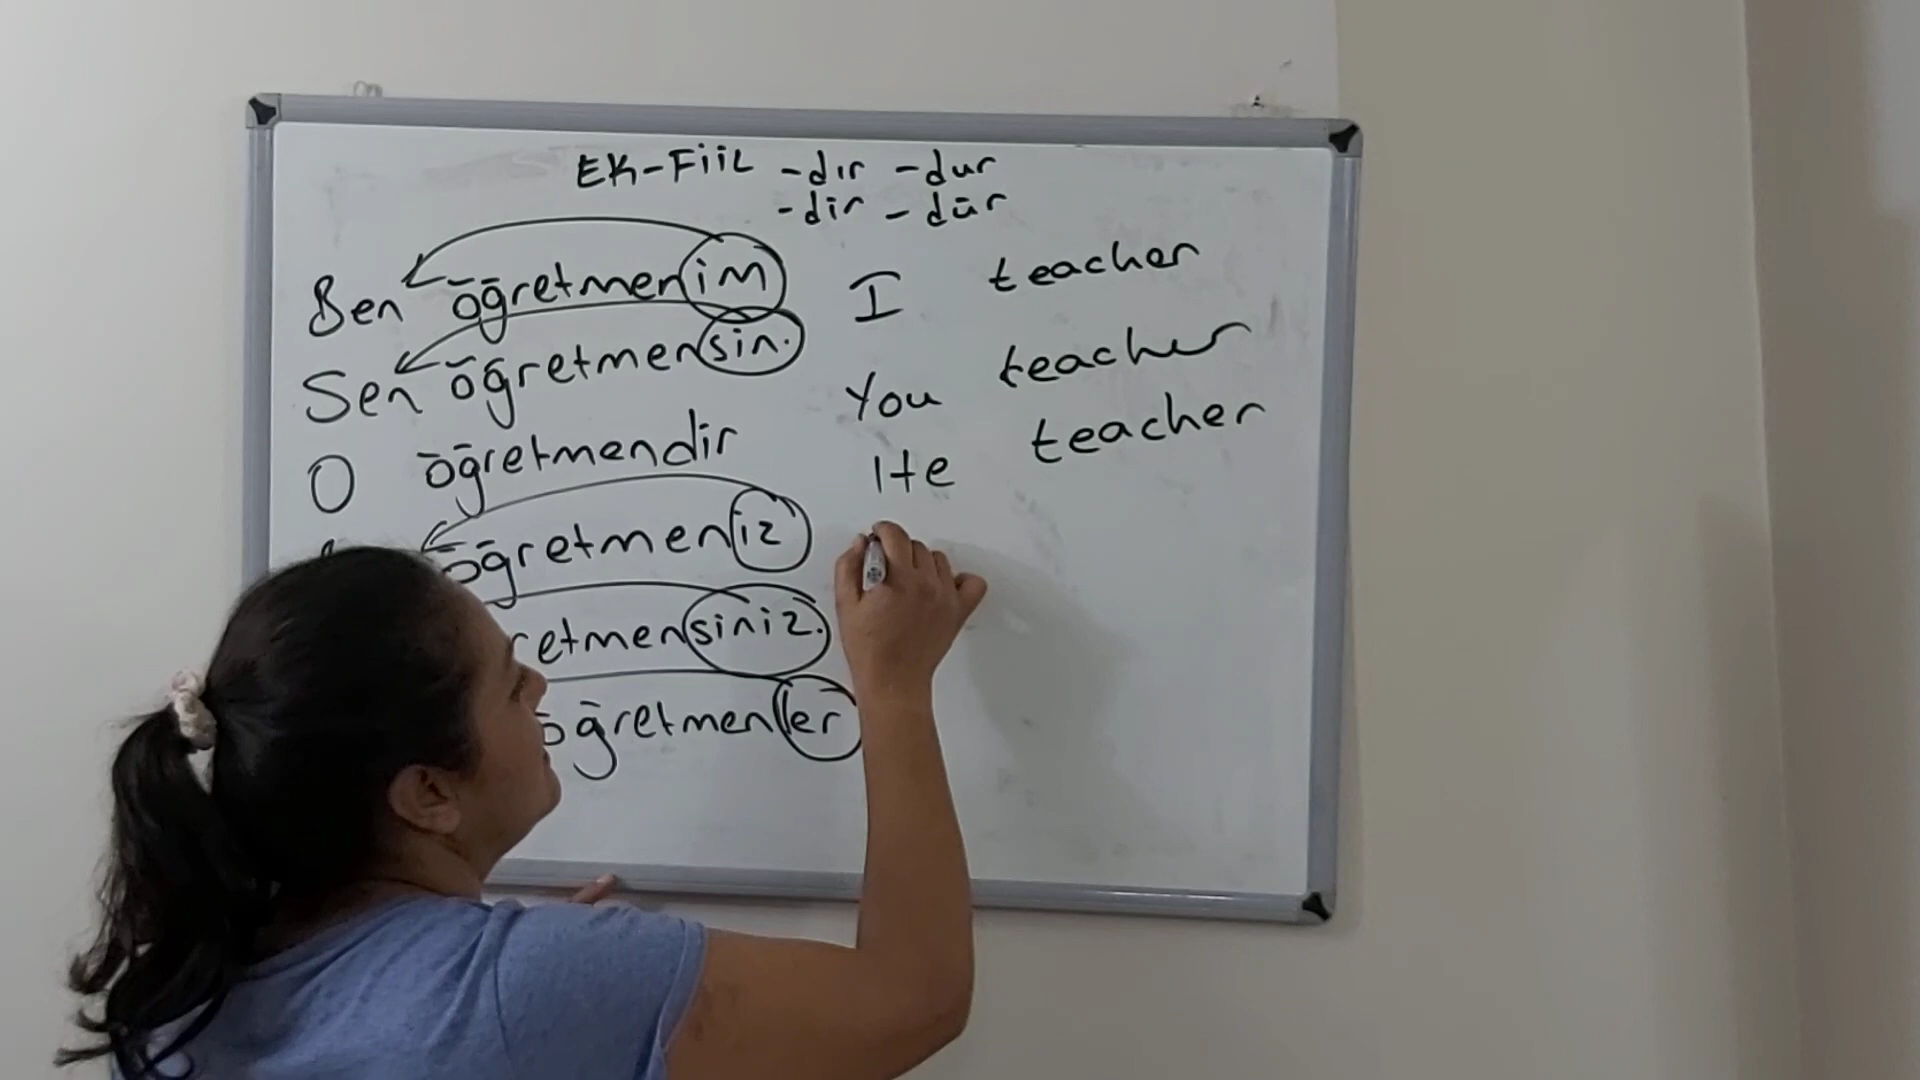 EK-FiiL -dır -dur
-dir -dür
Ben öğretmenim I teacher
Sen öğretmensin. You teacher
O öğretmendir He teacher
öğretmeniz
retmensiniz.
öğretmenler